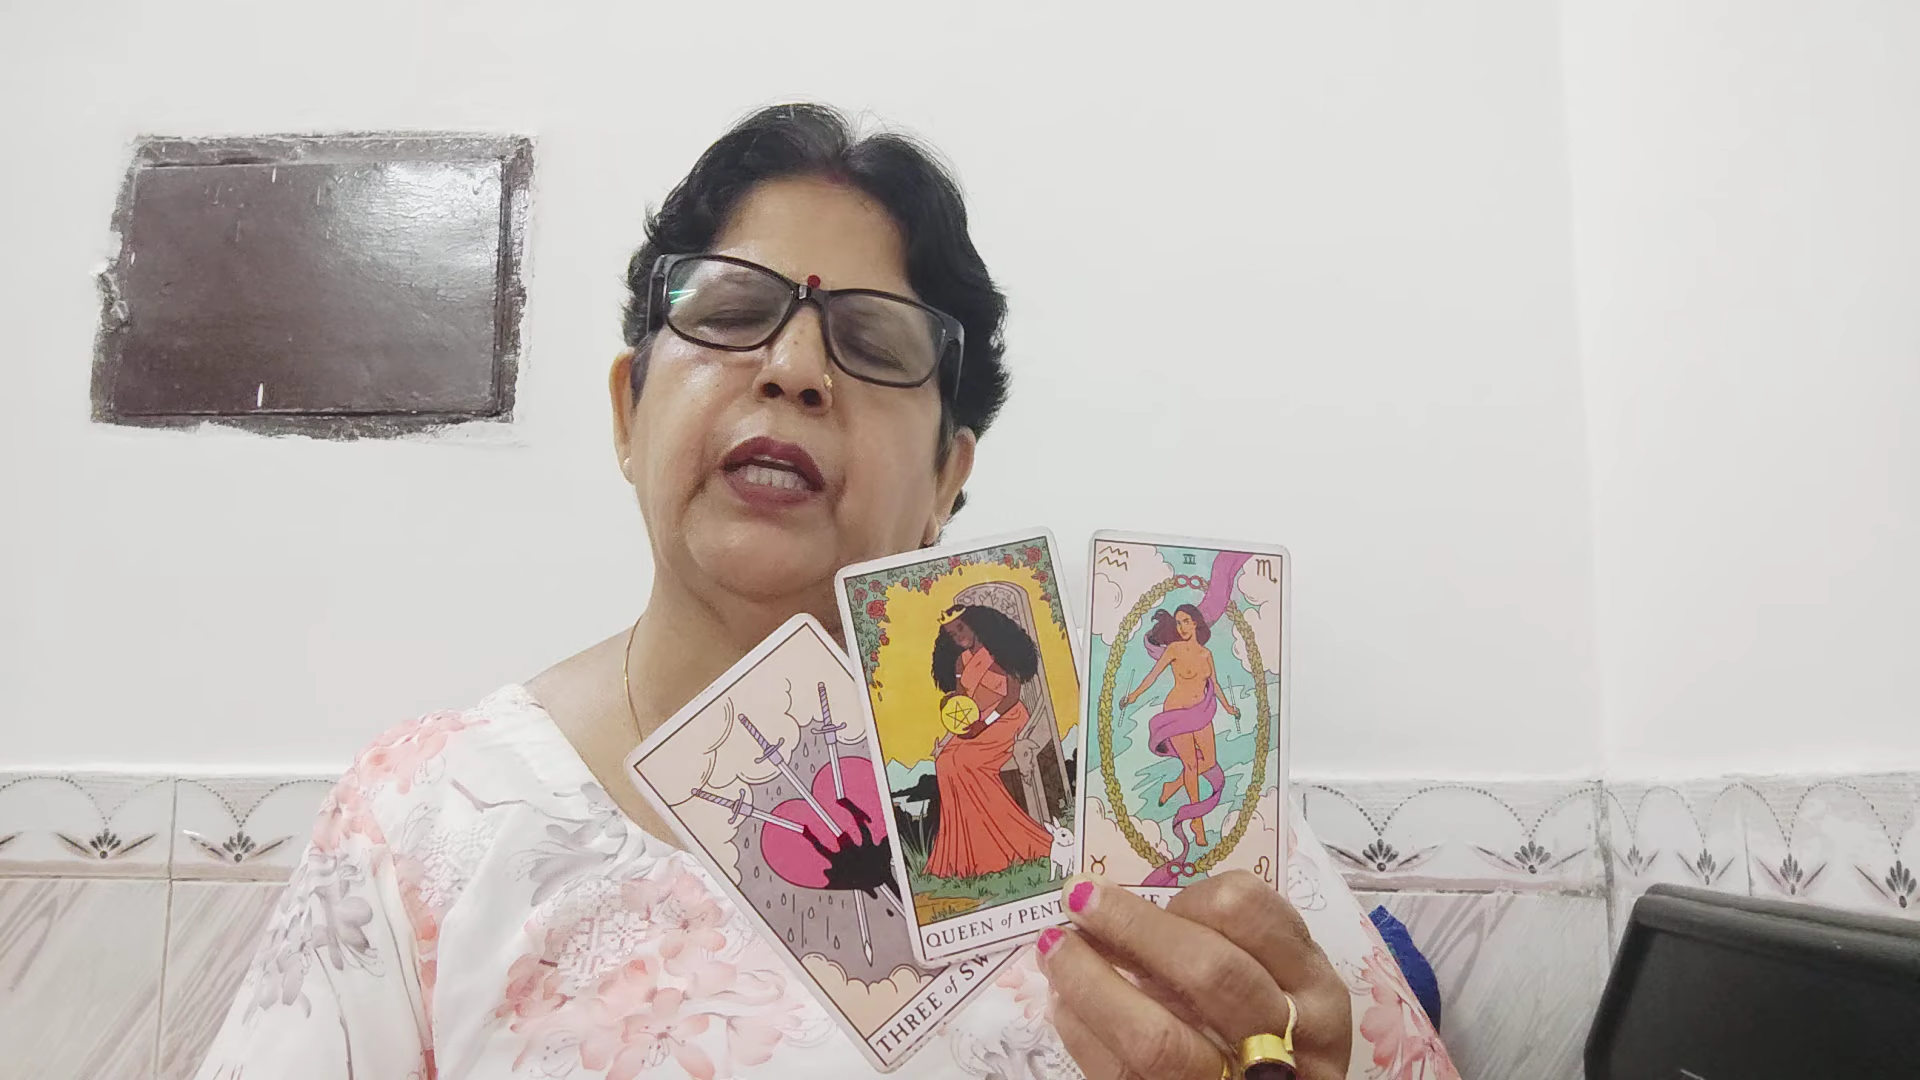 THREE of SW
QUEEN of PENT